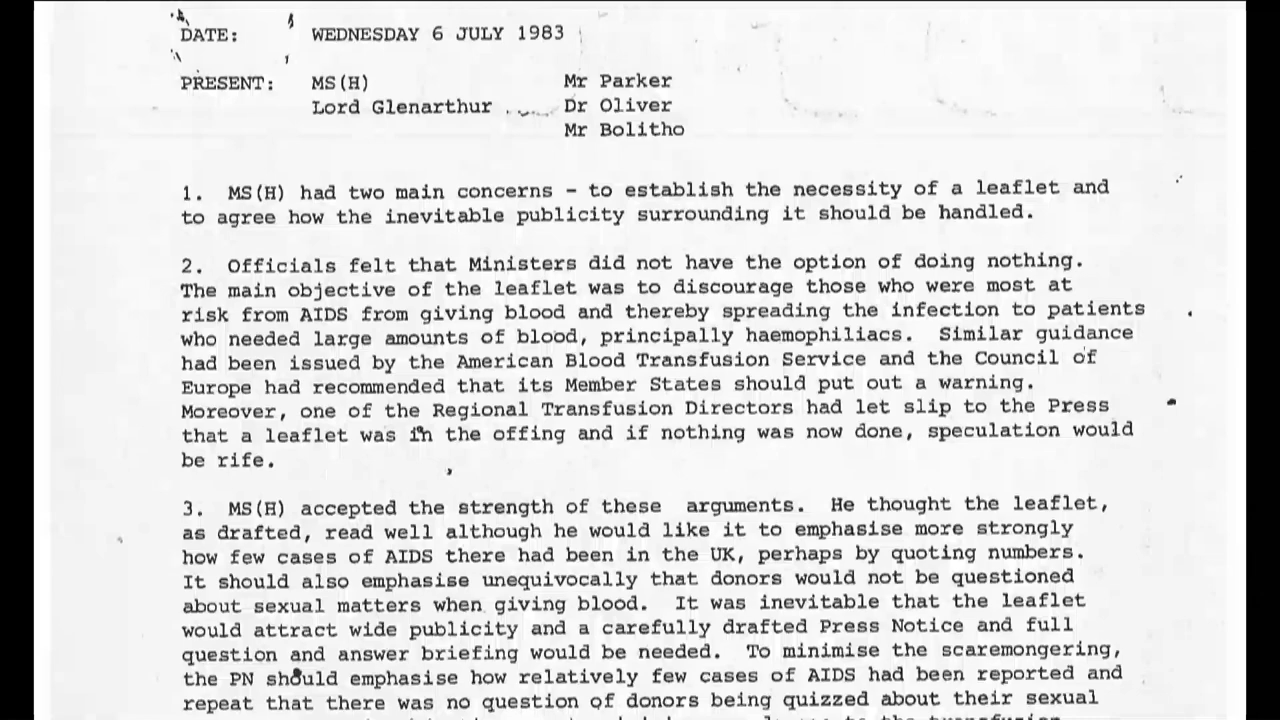 DATE: WEDNESDAY 6 JULY 1983
PRESENT: MS(H) Mr Parker
Lord Glenarthur Dr Oliver
Mr Bolitho
1. MS(H) had two main concerns - to establish the necessity of a leaflet and
to agree how the inevitable publicity surrounding it should be handled.
2. Officials felt that Ministers did not have the option of doing nothing.
The main objective of the leaflet was to discourage those who were most at
risk from AIDS from giving blood and thereby spreading the infection to patients
who needed large amounts of blood, principally haemophiliacs. Similar guidance
had been issued by the American Blood Transfusion Service and the Council of
Europe had recommended that its Member States should put out a warning.
Moreover, one of the Regional Transfusion Directors had let slip to the Press
that a leaflet was in the offing and if nothing was now done, speculation would
be rife.
3. MS(H) accepted the strength of these arguments. He thought the leaflet,
as drafted, read well although he would like it to emphasise more strongly
how few cases of AIDS there had been in the UK, perhaps by quoting numbers.
It should also emphasise unequivocally that donors would not be questioned
about sexual matters when giving blood. It was inevitable that the leaflet
would attract wide publicity and a carefully drafted Press Notice and full
question and answer briefing would be needed. To minimise the scaremongering,
the PN should emphasise how relatively few cases of AIDS had been reported and
repeat that there was no question of donors being quizzed about their sexual